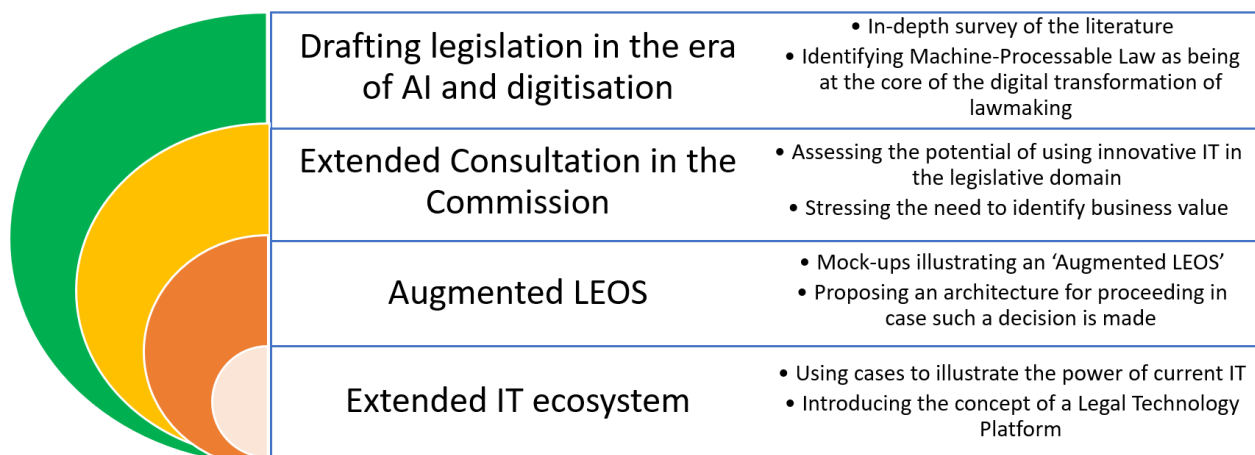 Drafting legislation in the era
of AI and digitisation
• In-depth survey of the literature
• Identifying Machine-Processable Law as being
at the core of the digital transformation of
lawmaking
Extended Consultation in the
Commission
• Assessing the potential of using innovative IT in
the legislative domain
• Stressing the need to identify business value
Augmented LEOS
• Mock-ups illustrating an ‘Augmented LEOS’
• Proposing an architecture for proceeding in
case such a decision is made
Extended IT ecosystem
• Using cases to illustrate the power of current IT
• Introducing the concept of a Legal Technology
Platform